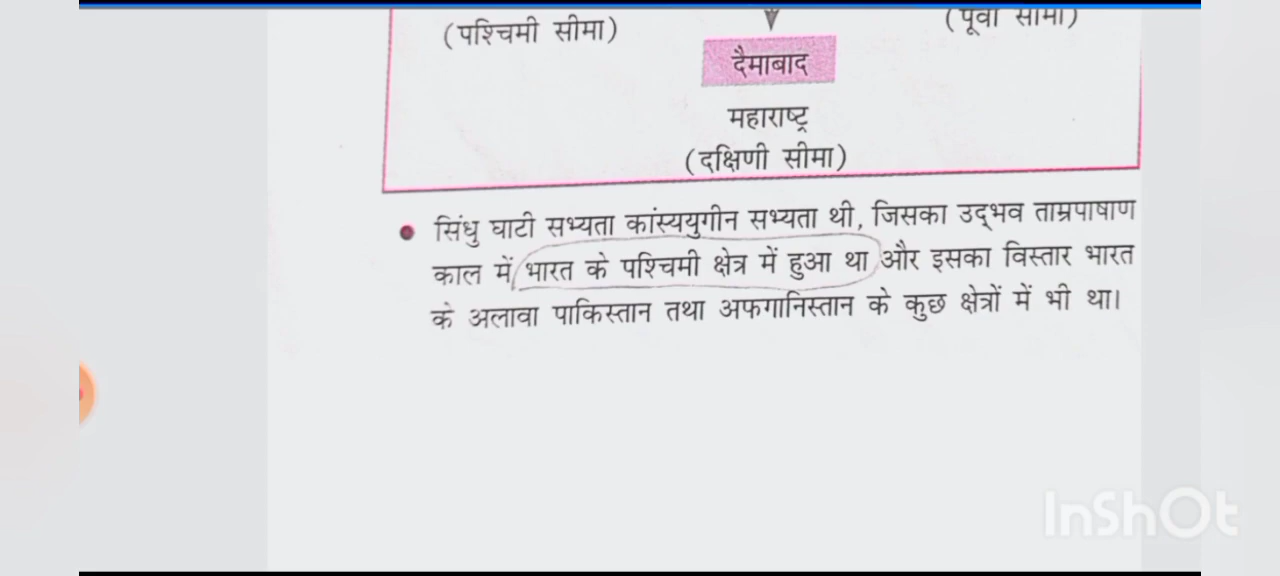 (पश्चिमी सीमा)
(पूर्वी सीमा)
दैमाबाद
महाराष्ट्र
(दक्षिणी सीमा)
• सिंधु घाटी सभ्यता कांस्ययुगीन सभ्यता थी, जिसका उद्भव ताम्रपाषाण
काल में भारत के पश्चिमी क्षेत्र में हुआ था और इसका विस्तार भारत
के अलावा पाकिस्तान तथा अफगानिस्तान के कुछ क्षेत्रों में भी था।
InShOt